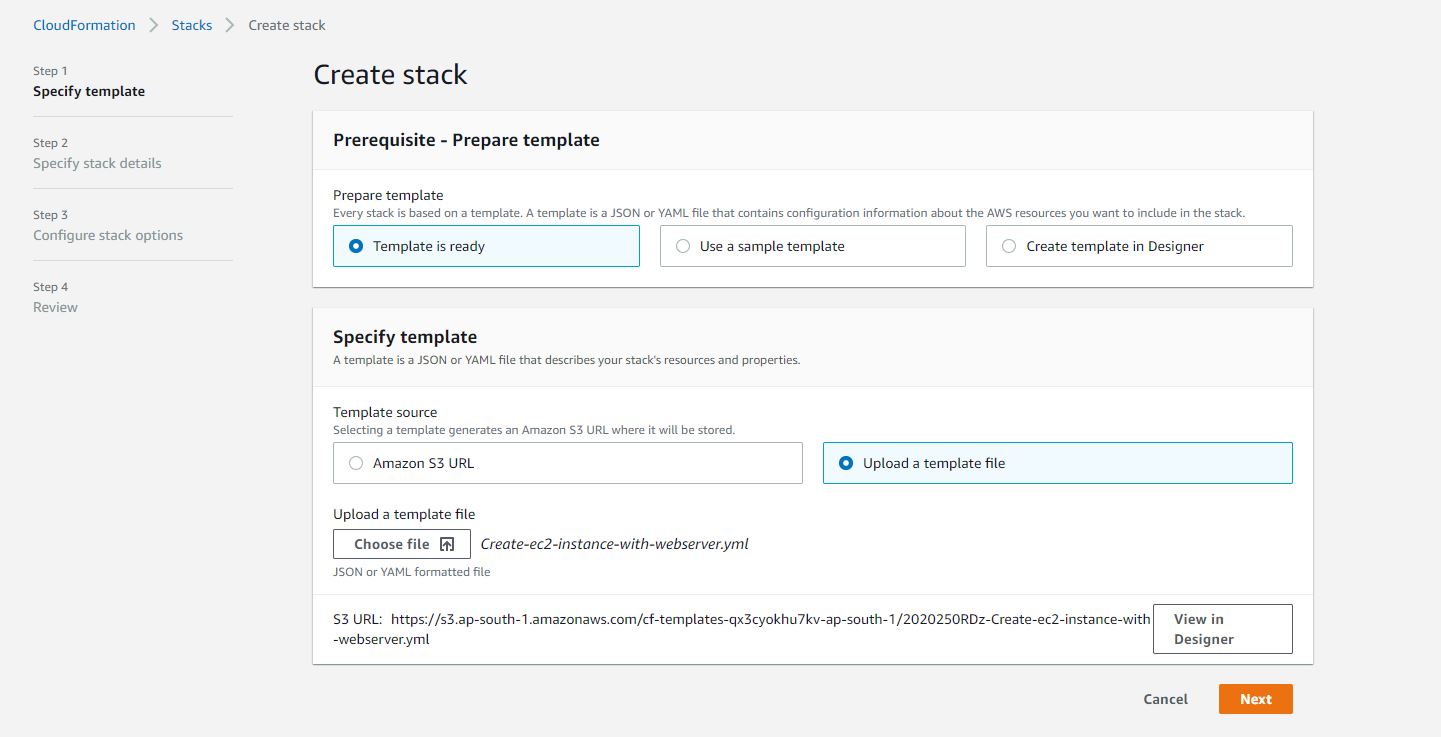 CloudFormation > Stacks > Create stack
Step 1
Specify template
Step 2
Specify stack details
Step 3
Configure stack options
Step 4
Review
Create stack
Prerequisite - Prepare template
Prepare template
Every stack is based on a template. A template is a JSON or YAML file that contains configuration information about the AWS resources you want to include in the stack.
Template is ready
Use a sample template
Create template in Designer
Specify template
A template is a JSON or YAML file that describes your stack's resources and properties.
Template source
Selecting a template generates an Amazon S3 URL where it will be stored.
Amazon S3 URL
Upload a template file
Upload a template file
Choose file
Create-ec2-instance-with-webserver.yml
JSON or YAML formatted file
S3 URL: https://s3.ap-south-1.amazonaws.com/cf-templates-qx3cyokhu7kv-ap-south-1/2020250RDz-Create-ec2-instance-with
-webserver.yml
View in
Designer
Cancel
Next